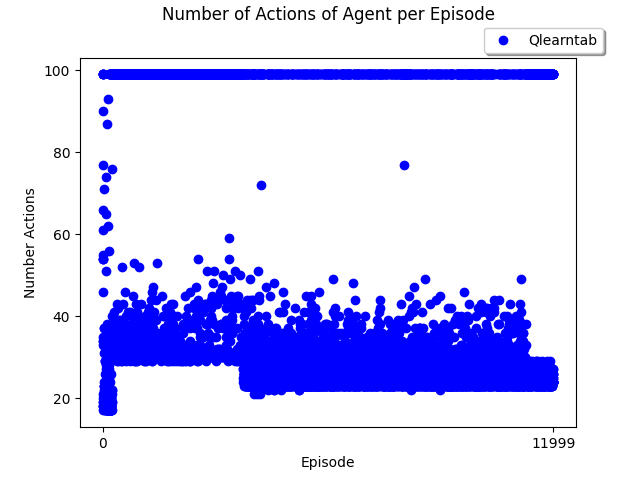 Number of Actions of Agent per Episode
Qlearntab
100
80
60
40
20
Number Actions
0
11999
Episode